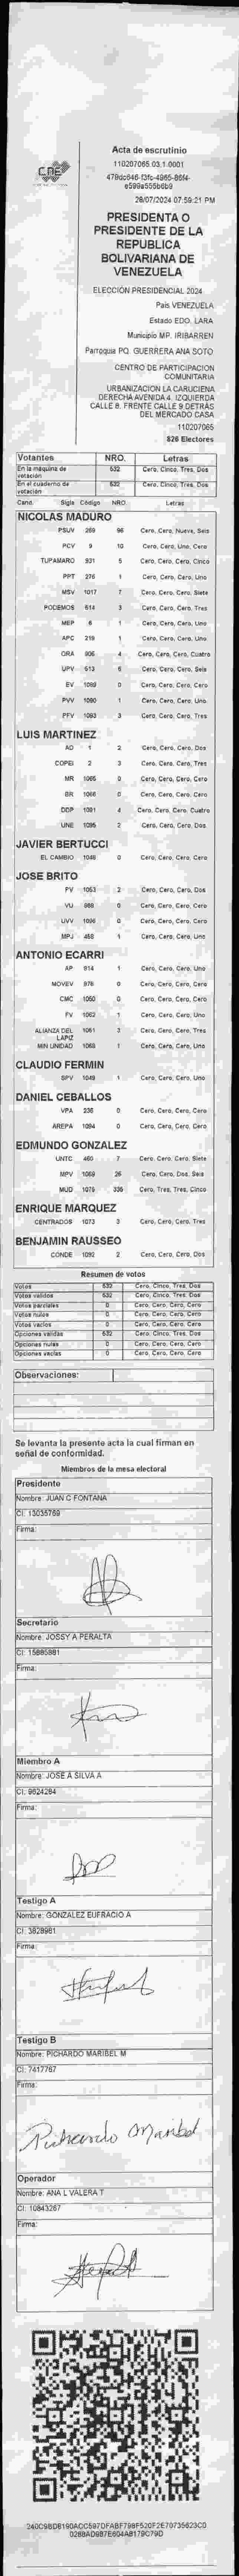 CNE
Acta de escrutinio
110207065.03.1.0001
28/07/2024 07:59:21 PM
PRESIDENTA O
PRESIDENTE DE LA
REPUBLICA
BOLIVARIANA DE
VENEZUELA
ELECCIÓN PRESIDENCIAL 2024
País VENEZUELA
Estado EDO. LARA
Municipio MP. IRIBARREN
Parroquia PQ. GUERRERA ANA SOTO
CENTRO DE PARTICIPACION
COMUNITARIA
URBANIZACION LA CARUCIENA
DERECHA AVENIDA 4. IZQUIERDA
CALLE 8. FRENTE CALLE 9 DETRAS
DEL MERCADO CASA
110207065
826 Electores
Votantes NRO. Letras
En la máquina de votación 532 Cero, Cinco, Tres, Dos
En el cuaderno de votación 532 Cero, Cinco, Tres, Dos
Cand. Sigla Código NRO. Letras
NICOLAS MADURO
PSUV 269 96 Cero, Cero, Nueve, Seis
PCV 9 10 Cero, Cero, Uno, Cero
TUPAMARO 931 5 Cero, Cero, Cero, Cinco
PPT 276 1 Cero, Cero, Cero, Uno
MSV 1017 7 Cero, Cero, Cero, Siete
PODEMOS 614 3 Cero, Cero, Cero, Tres
MEP 6 1 Cero, Cero, Cero, Uno
APC 219 1 Cero, Cero, Cero, Uno
ORA 906 4 Cero, Cero, Cero, Cuatro
UPV 513 6 Cero, Cero, Cero, Seis
EV 1089 0 Cero, Cero, Cero, Cero
PVV 1090 1 Cero, Cero, Cero, Uno
PFV 1093 3 Cero, Cero, Cero, Tres
LUIS MARTINEZ
AD 1 2 Cero, Cero, Cero, Dos
COPEI 2 3 Cero, Cero, Cero, Tres
MR 1065 0 Cero, Cero, Cero, Cero
BR 1066 0 Cero, Cero, Cero, Cero
DDP 1091 4 Cero, Cero, Cero, Cuatro
UNE 1095 2 Cero, Cero, Cero, Dos
JAVIER BERTUCCI
EL CAMBIO 1046 0 Cero, Cero, Cero, Cero
JOSE BRITO
PV 1053 2 Cero, Cero, Cero, Dos
VU 988 0 Cero, Cero, Cero, Cero
UVV 1096 0 Cero, Cero, Cero, Cero
MPJ 458 1 Cero, Cero, Cero, Uno
ANTONIO ECARRI
AP 914 1 Cero, Cero, Cero, Uno
MOVEV 976 0 Cero, Cero, Cero, Cero
CMC 1050 0 Cero, Cero, Cero, Cero
FV 1062 1 Cero, Cero, Cero, Uno
ALIANZA DEL LAPIZ 1061 3 Cero, Cero, Cero, Tres
MIN UNIDAD 1068 1 Cero, Cero, Cero, Uno
CLAUDIO FERMIN
SPV 1049 1 Cero, Cero, Cero, Uno
DANIEL CEBALLOS
VPA 236 0 Cero, Cero, Cero, Cero
AREPA 1094 0 Cero, Cero, Cero, Cero
EDMUNDO GONZALEZ
UNTC 460 7 Cero, Cero, Cero, Siete
MPV 1069 26 Cero, Cero, Dos, Seis
MUD 1076 335 Cero, Tres, Tres, Cinco
ENRIQUE MARQUEZ
CENTRADOS 1073 3 Cero, Cero, Cero, Tres
BENJAMIN RAUSSEO
CONDE 1092 2 Cero, Cero, Cero, Dos
Resumen de votos
Votos 532 Cero, Cinco, Tres, Dos
Votos validos 532 Cero, Cinco, Tres, Dos
Votos parciales 0 Cero, Cero, Cero, Cero
Votos nulos 0 Cero, Cero, Cero, Cero
Votos vacios 0 Cero, Cero, Cero, Cero
Opciones validas 532 Cero, Cinco, Tres, Dos
Opciones nulas 0 Cero, Cero, Cero, Cero
Opciones vacias 0 Cero, Cero, Cero, Cero
Observaciones:
Se levanta la presente acta la cual firman en
señal de conformidad.
Miembros de la mesa electoral
Presidente
Nombre: JUAN C FONTANA
CI: 13035769
Firma:
Secretario
Nombre: JOSSY A PERALTA
CI: 15885981
Firma:
Miembro A
Nombre: JOSE A SILVA A
CI: 9624284
Firma:
Testigo A
Nombre: GONZALEZ EUFRACIO A
CI: 3828961
Firma:
Testigo B
Nombre: PICHARDO MARIBEL M
CI: 7417767
Firma:
Pichardo Maribel
Operador
Nombre: ANA L VALERA T
CI: 10843267
Firma: